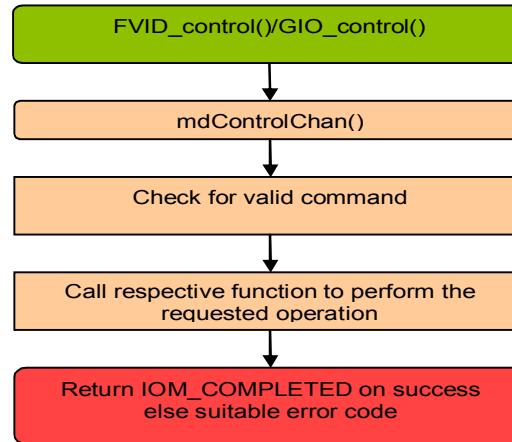 FVID_control()/GIO_control()
mdControlChan()
Check for valid command
Call respective function to perform the
requested operation
Return IOM_COMPLETED on success
else suitable error code